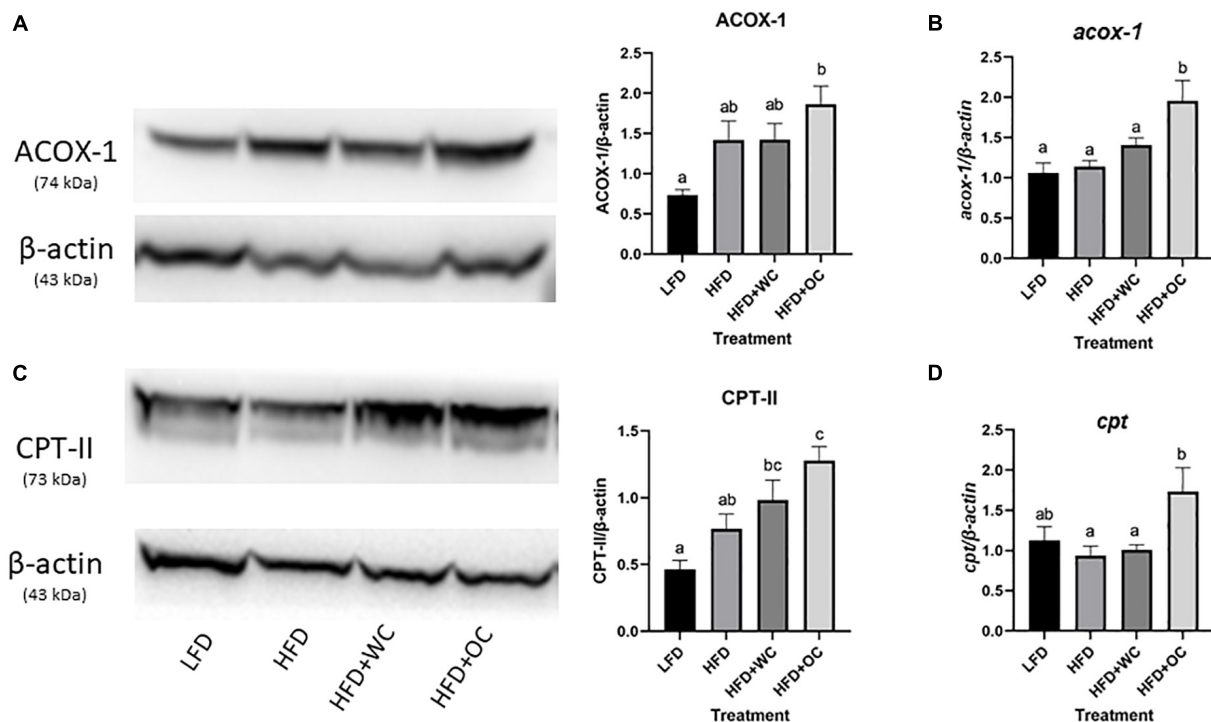 A
ACOX-1
(74 kDa)
β-actin
(43 kDa)
ACOX-1
ACOX-1/β-actin
2.5
2.0
1.5
1.0
0.5
0.0
a
ab
ab
b
LFD
HFD
HFD+WC
HFD+OC
Treatment
B
acox-1
acox-1/β-actin
2.5
2.0
1.5
1.0
0.5
0.0
a
a
a
b
LFD
HFD
HFD+WC
HFD+OC
Treatment
C
CPT-II
(73 kDa)
β-actin
(43 kDa)
LFD
HFD
HFD+WC
HFD+OC
CPT-II
CPT-II/β-actin
1.5
1.0
0.5
0.0
a
ab
bc
c
LFD
HFD
HFD+WC
HFD+OC
Treatment
D
cpt
cpt/β-actin
2.5
2.0
1.5
1.0
0.5
0.0
ab
a
a
b
LFD
HFD
HFD+WC
HFD+OC
Treatment